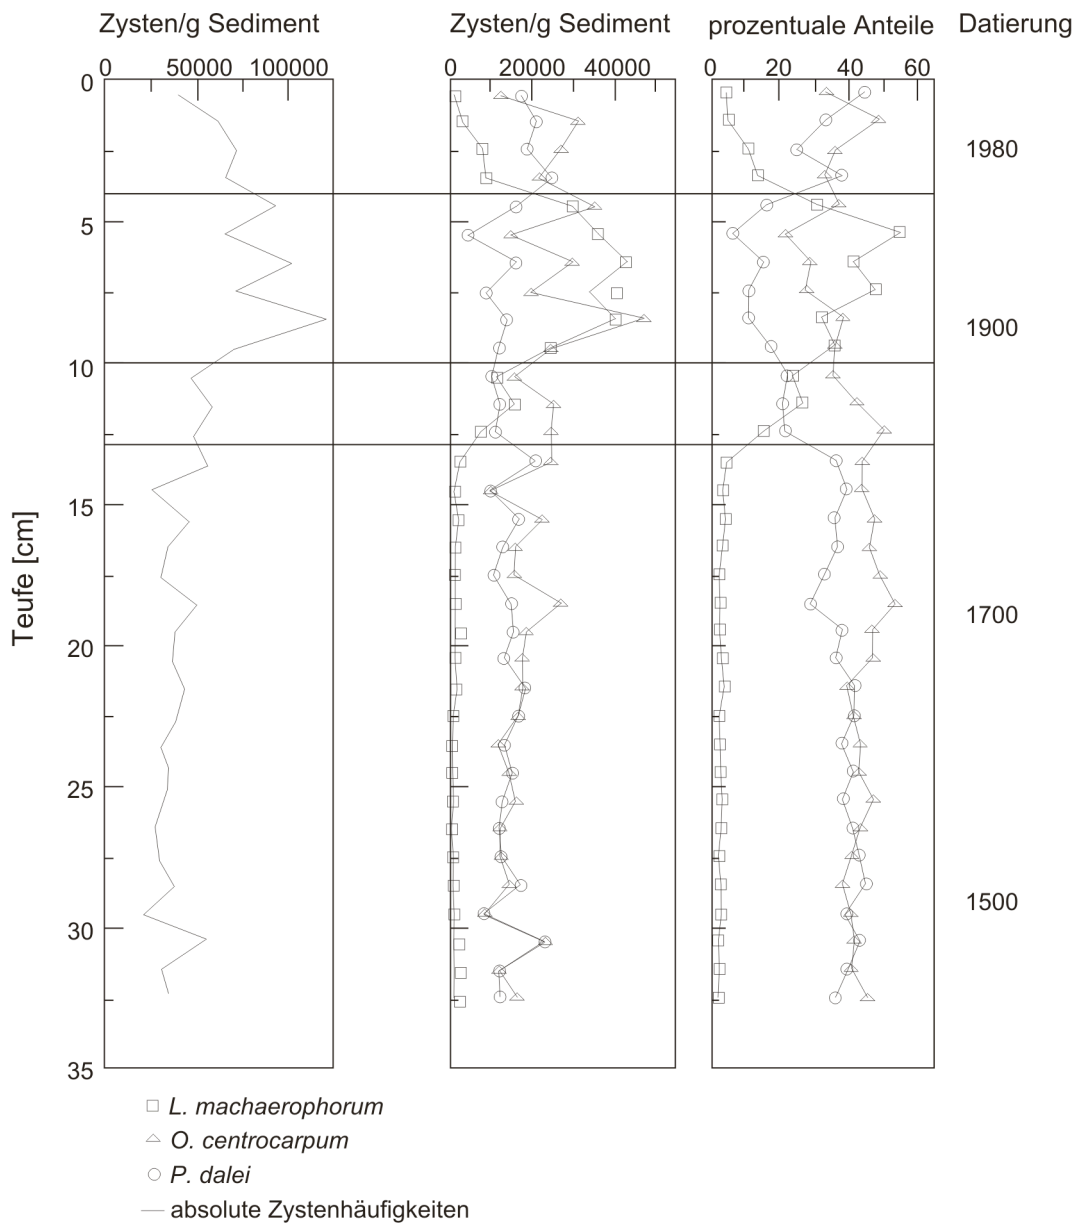 Zysten/g Sediment
Zysten/g Sediment
prozentuale Anteile
Datierung
0 50000 100000
0 20000 40000
0 20 40 60
0
5
10
15
20
25
30
35
Teufe [cm]
1980
1900
1700
1500
L. machaerophorum
O. centrocarpum
P. dalei
absolute Zystenhäufigkeiten